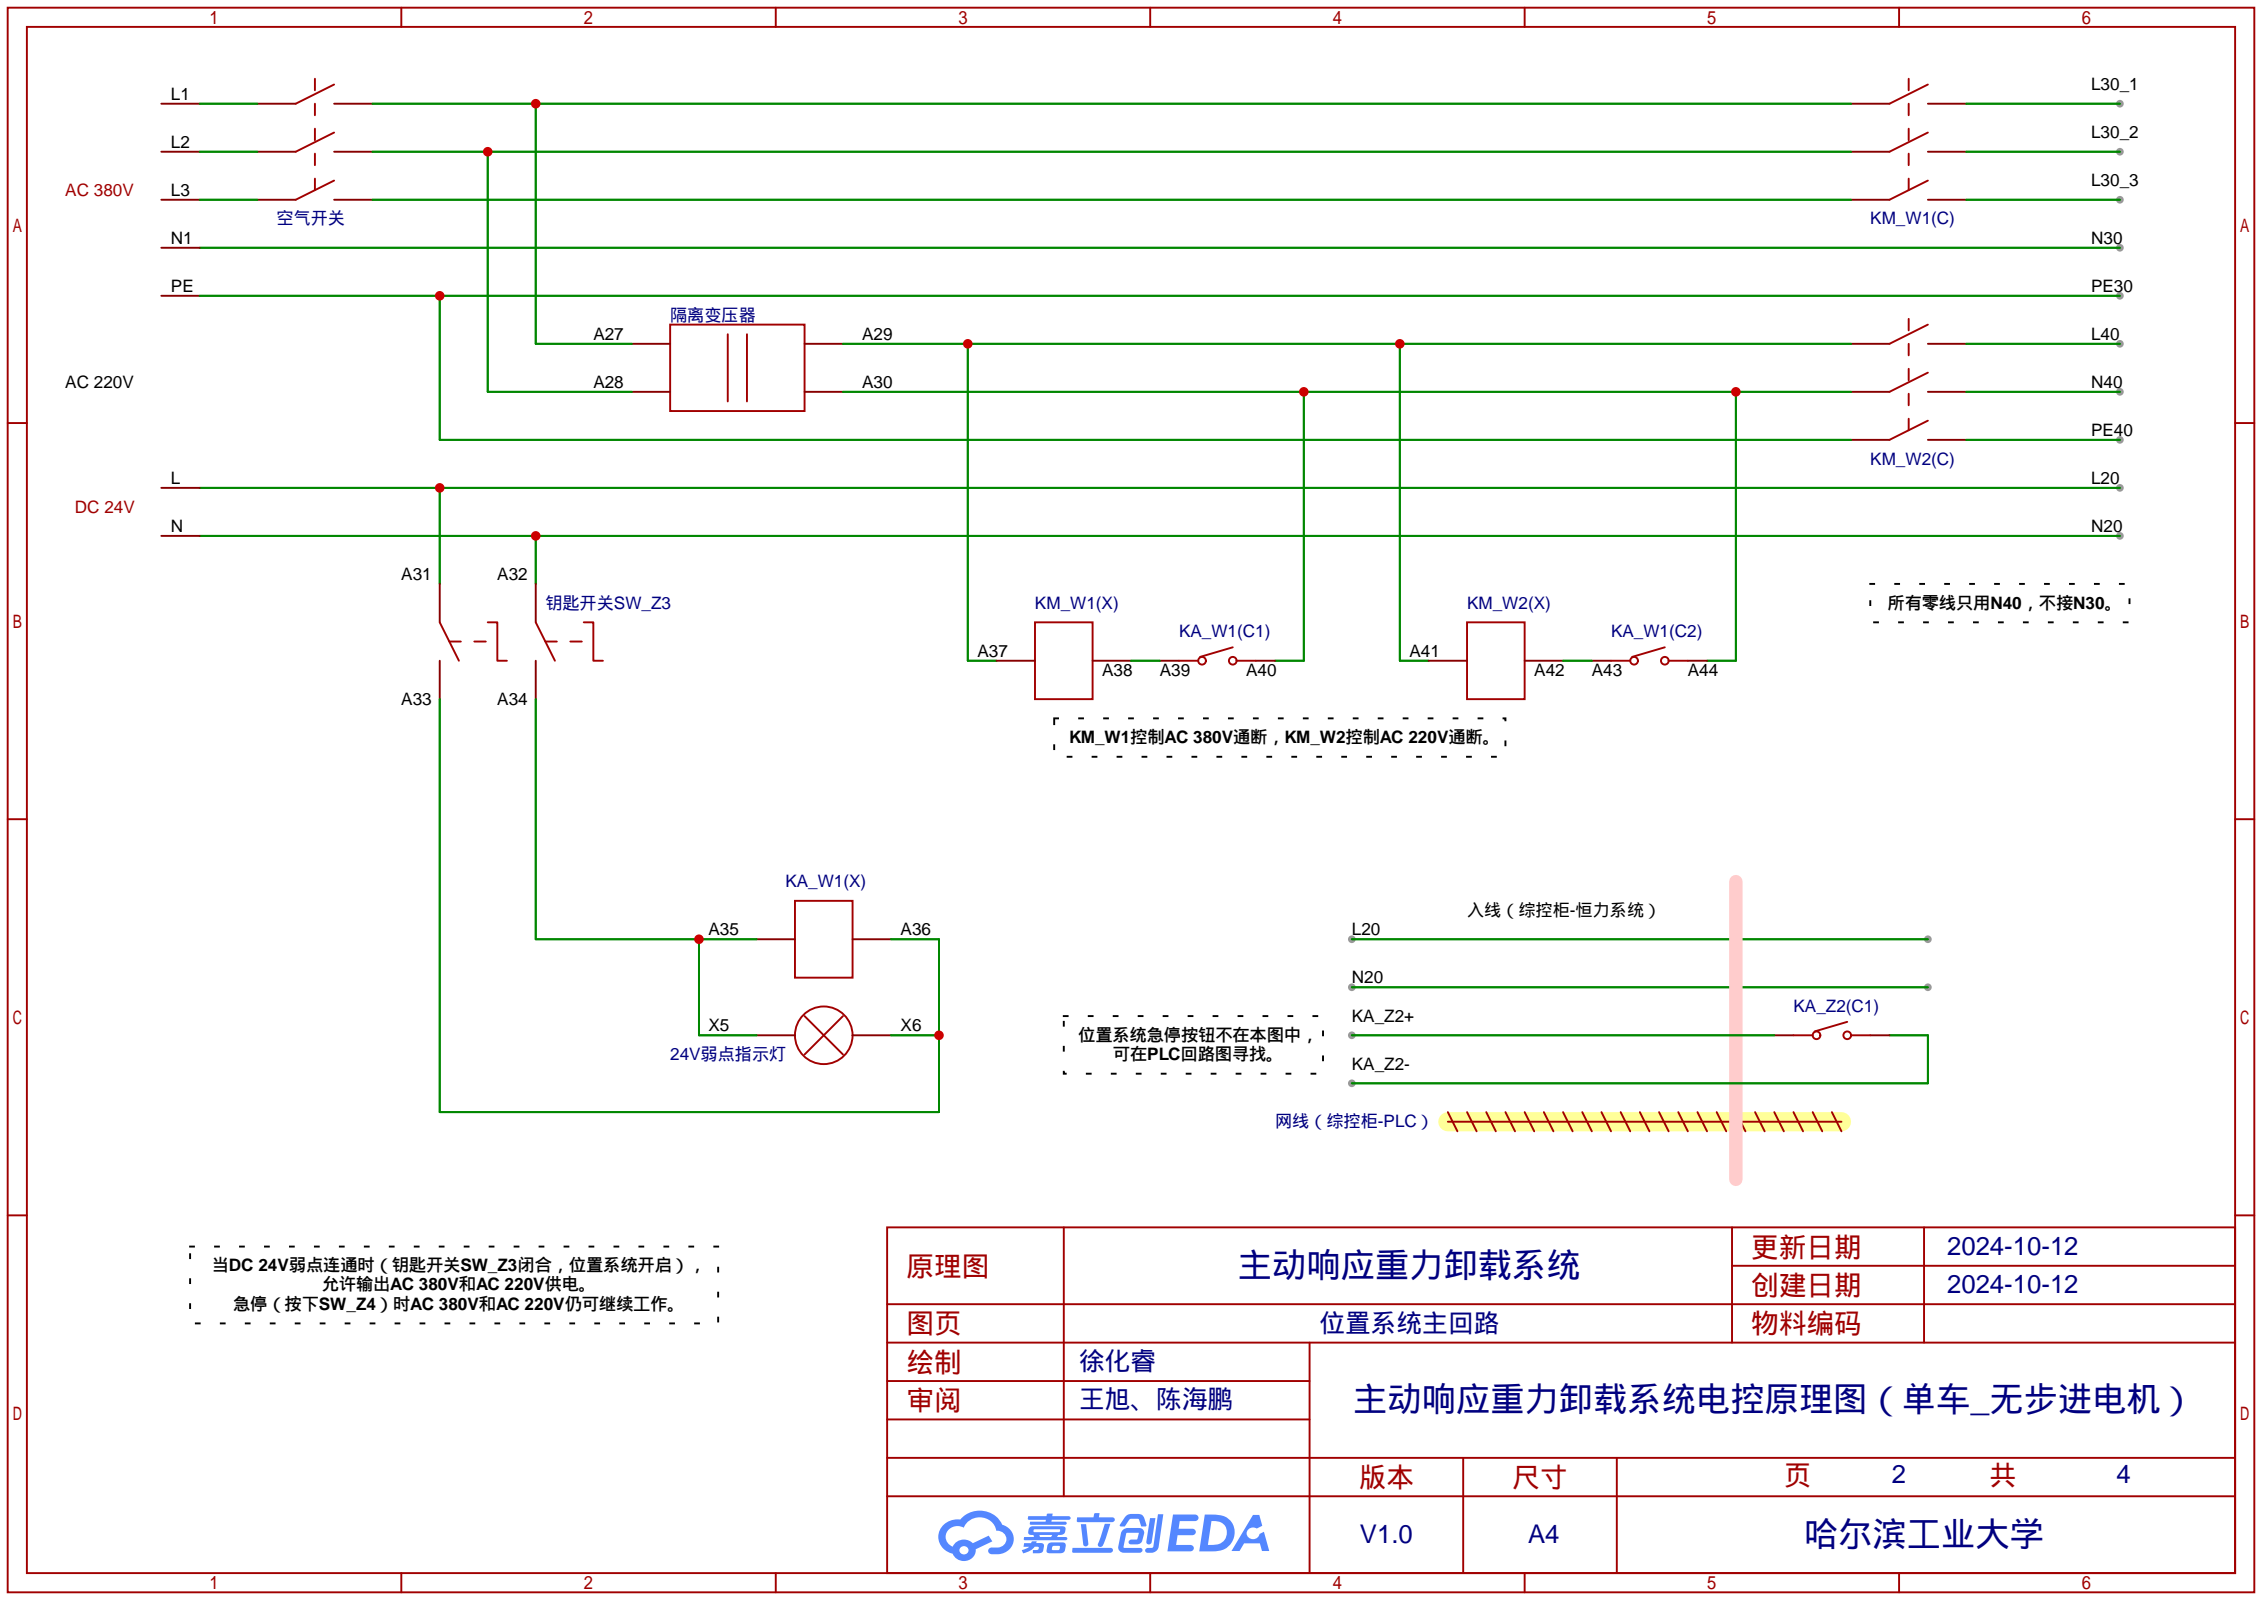 1 2 3 4 5 6
L1
L30_1
L2
L30_2
AC 380V
L3
L30_3
空气开关
KM_W1(C)
A
A
N1
N30
PE
PE30
隔离变压器
A27
A29
L40
AC 220V
A28
A30
N40
PE40
KM_W2(C)
L
L20
DC 24V
N
N20
A31
A32
钥匙开关SW_Z3
KM_W1(X)
KM_W2(X)
所有零线只用N40，不接N30。
B
B
KA_W1(C1)
KA_W1(C2)
A37
A38
A39
A40
A41
A42
A43
A44
A33
A34
KM_W1控制AC 380V通断，KM_W2控制AC 220V通断。
KA_W1(X)
A35
A36
入线（综控柜-恒力系统）
L20
N20
KA_Z2(C1)
C
C
X5
X6
24V弱点指示灯
位置系统急停按钮不在本图中，
可在PLC回路图寻找。
KA_Z2+
KA_Z2-
网线（综控柜-PLC）
当DC 24V弱点连通时（钥匙开关SW_Z3闭合，位置系统开启），
允许输出AC 380V和AC 220V供电。
急停（按下SW_Z4）时AC 380V和AC 220V仍可继续工作。
原理图
主动响应重力卸载系统
更新日期
2024-10-12
创建日期
2024-10-12
图页
位置系统主回路
物料编码
绘制
徐化睿
审阅
王旭、陈海鹏
主动响应重力卸载系统电控原理图（单车_无步进电机）
D
D
版本
尺寸
页 2 共 4
嘉立创EDA
V1.0
A4
哈尔滨工业大学
1 2 3 4 5 6